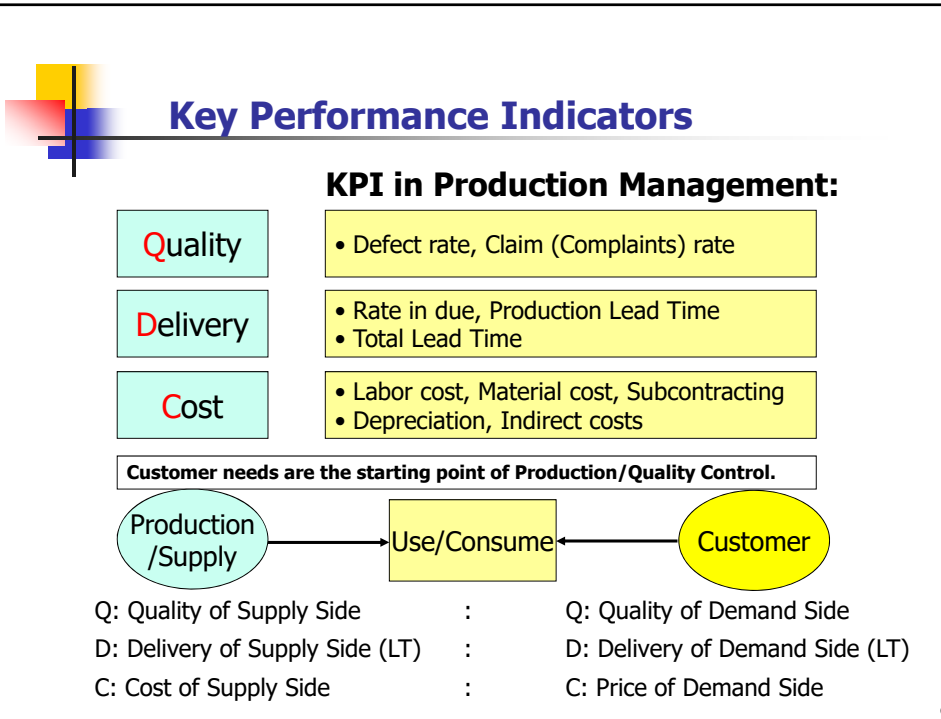 Key Performance Indicators
KPI in Production Management:
Quality
• Defect rate, Claim (Complaints) rate
Delivery
• Rate in due, Production Lead Time
• Total Lead Time
Cost
• Labor cost, Material cost, Subcontracting
• Depreciation, Indirect costs
Customer needs are the starting point of Production/Quality Control.
Production
/Supply
Use/Consume
Customer
Q: Quality of Supply Side : Q: Quality of Demand Side
D: Delivery of Supply Side (LT) : D: Delivery of Demand Side (LT)
C: Cost of Supply Side : C: Price of Demand Side